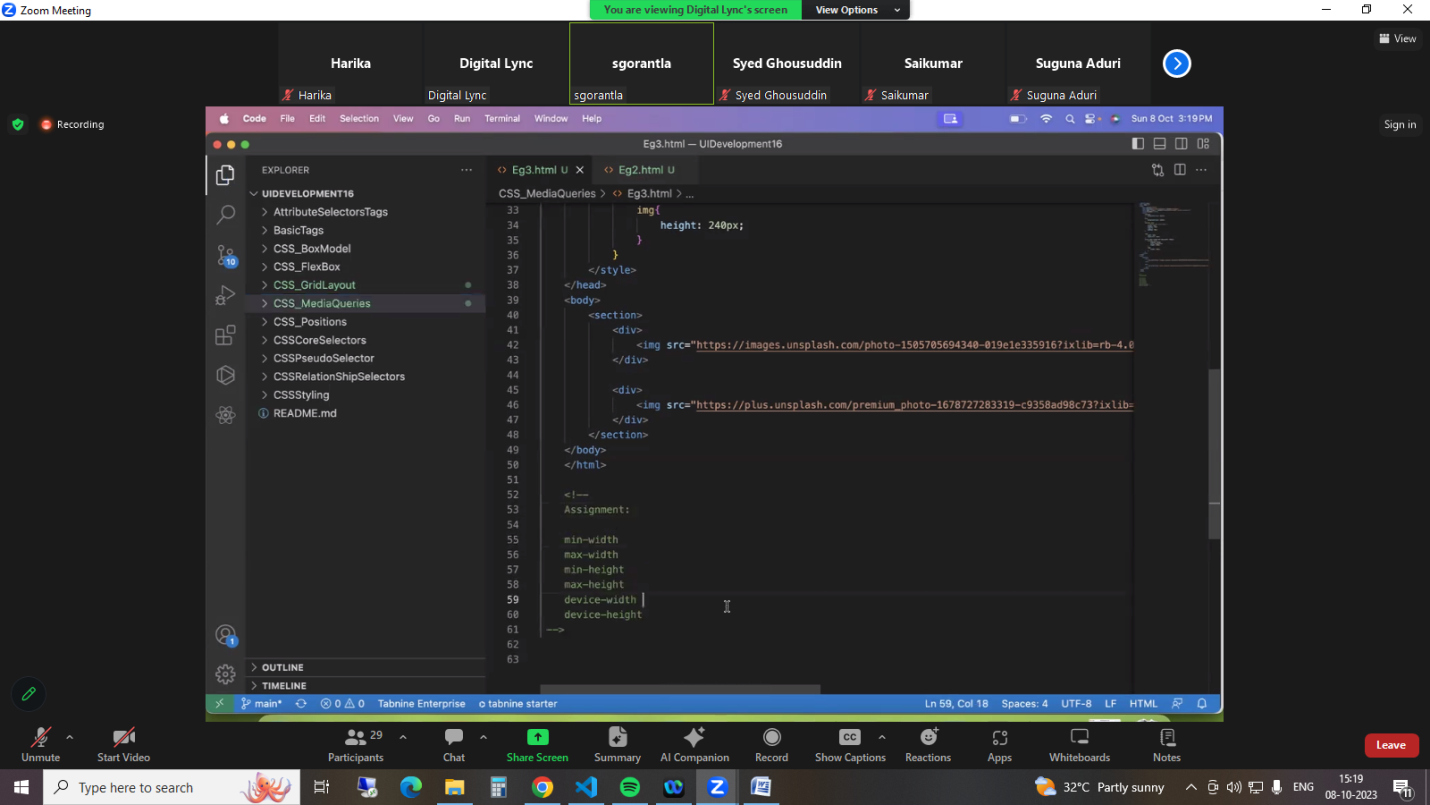 Zoom Meeting
You are viewing Digital Lync's screen
View Options
View
Harika
Digital Lync
sgorantla
Syed Ghousuddin
Saikumar
Suguna Aduri
Harika
Digital Lync
sgorantla
Syed Ghousuddin
Saikumar
Suguna Aduri
Recording
Sign in
Code File Edit Selection View Go Run Terminal Window Help
Sun 8 Oct 3:19 PM
Eg3.html — UIDevelopment16
EXPLORER
Eg3.html U
Eg2.html U
UIDEVELOPMENT16
CSS_MediaQueries > Eg3.html > ...
AttributeSelectorsTags
BasicTags
CSS_BoxModel
CSS_FlexBox
CSS_GridLayout
CSS_MediaQueries
CSS_Positions
CSSCoreSelectors
CSSPseudoSelector
CSSRelationShipSelectors
CSSStyling
README.md
10
1
OUTLINE
TIMELINE
33 img{
34 height: 240px;
35 }
36 }
37 </style>
38 </head>
39 <body>
40 <section>
41 <div>
42 <img src="https://images.unsplash.com/photo-1505705694340-019e1e335916?ixlib=rb-4.0
43 </div>
44
45 <div>
46 <img src="https://plus.unsplash.com/premium_photo-1678727283319-c9358ad98c73?ixlib=
47 </div>
48 </section>
49 </body>
50 </html>
51
52 <!--
53 Assignment:
54
55 min-width
56 max-width
57 min-height
58 max-height
59 device-width
60 device-height
61 -->
62
63
main* 0 0 Tabnine Enterprise tabnine starter
Ln 59, Col 18 Spaces: 4 UTF-8 LF HTML
Unmute
Start Video
Participants
29
Chat
Share Screen
Summary
AI Companion
Record
CC
Show Captions
Reactions
Apps
Whiteboards
Notes
Leave
Type here to search
32°C Partly sunny
ENG
15:19
08-10-2023
11